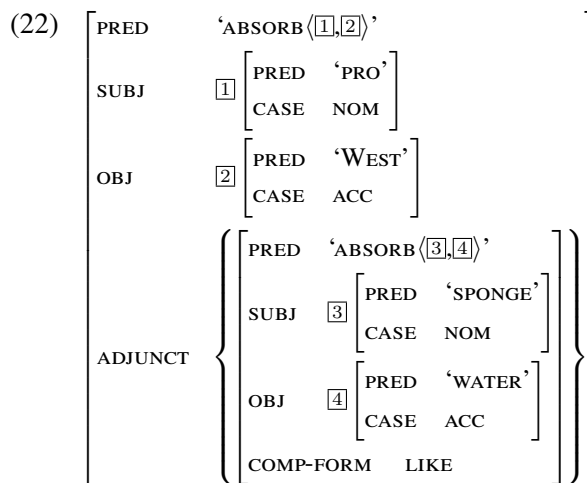 (22) PRED ‘ABSORB⟨1,2⟩’
SUBJ 1 PRED ‘PRO’
CASE NOM
OBJ 2 PRED ‘WEST’
CASE ACC
ADJUNCT PRED ‘ABSORB⟨3,4⟩’
SUBJ 3 PRED ‘SPONGE’
CASE NOM
OBJ 4 PRED ‘WATER’
CASE ACC
COMP-FORM LIKE